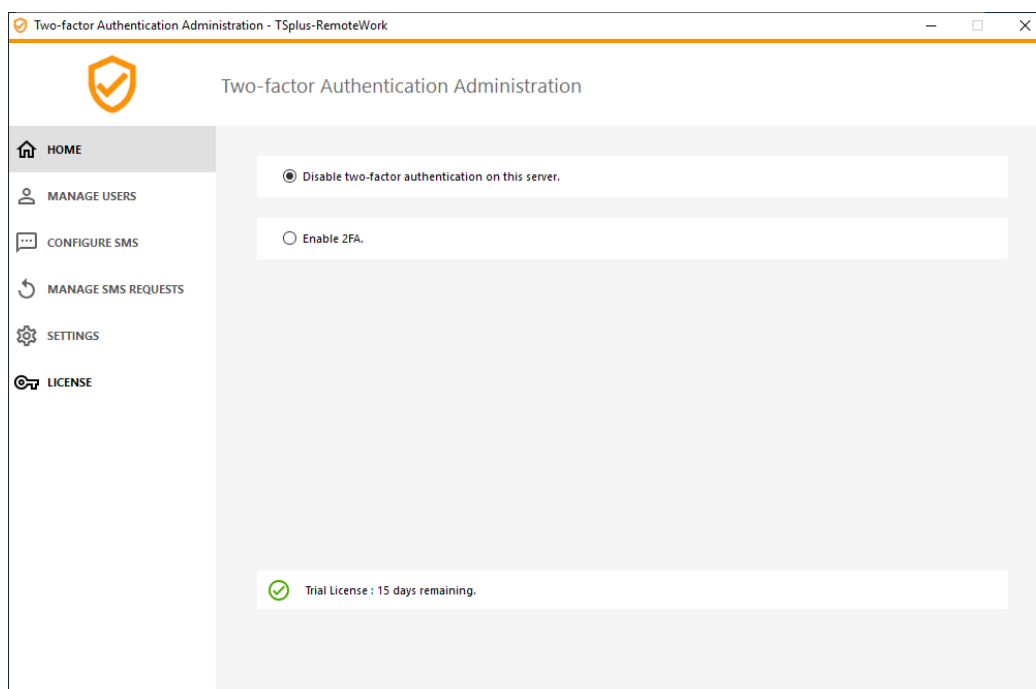 Two-factor Authentication Administration - TSplus-RemoteWork
Two-factor Authentication Administration
HOME
MANAGE USERS
CONFIGURE SMS
MANAGE SMS REQUESTS
SETTINGS
LICENSE
Disable two-factor authentication on this server.
Enable 2FA.
Trial License : 15 days remaining.